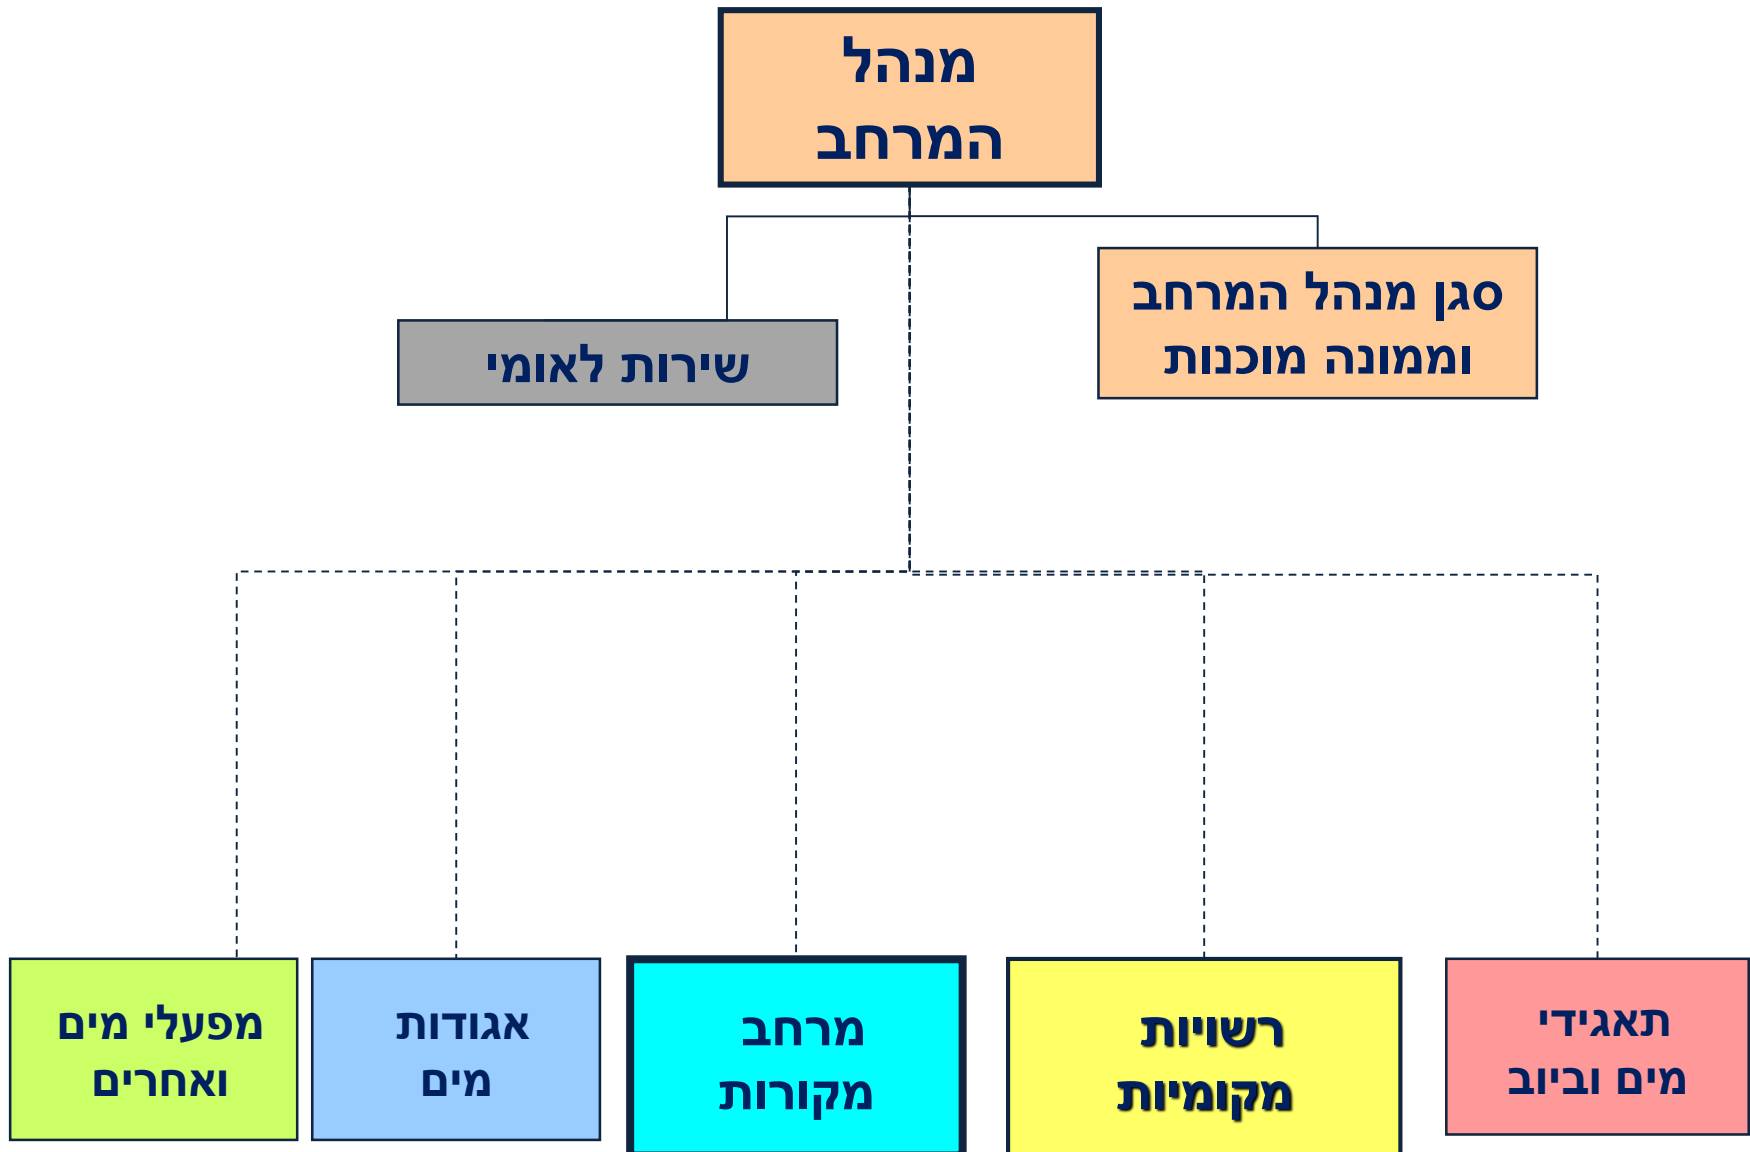 מנהל
המרחב
סגן מנהל המרחב
וממונה מוכנות
שירות לאומי
תאגידי
מים וביוב
רשויות
מקומיות
מרחב
מקורות
אגודות
מים
מפעלי מים
ואחרים